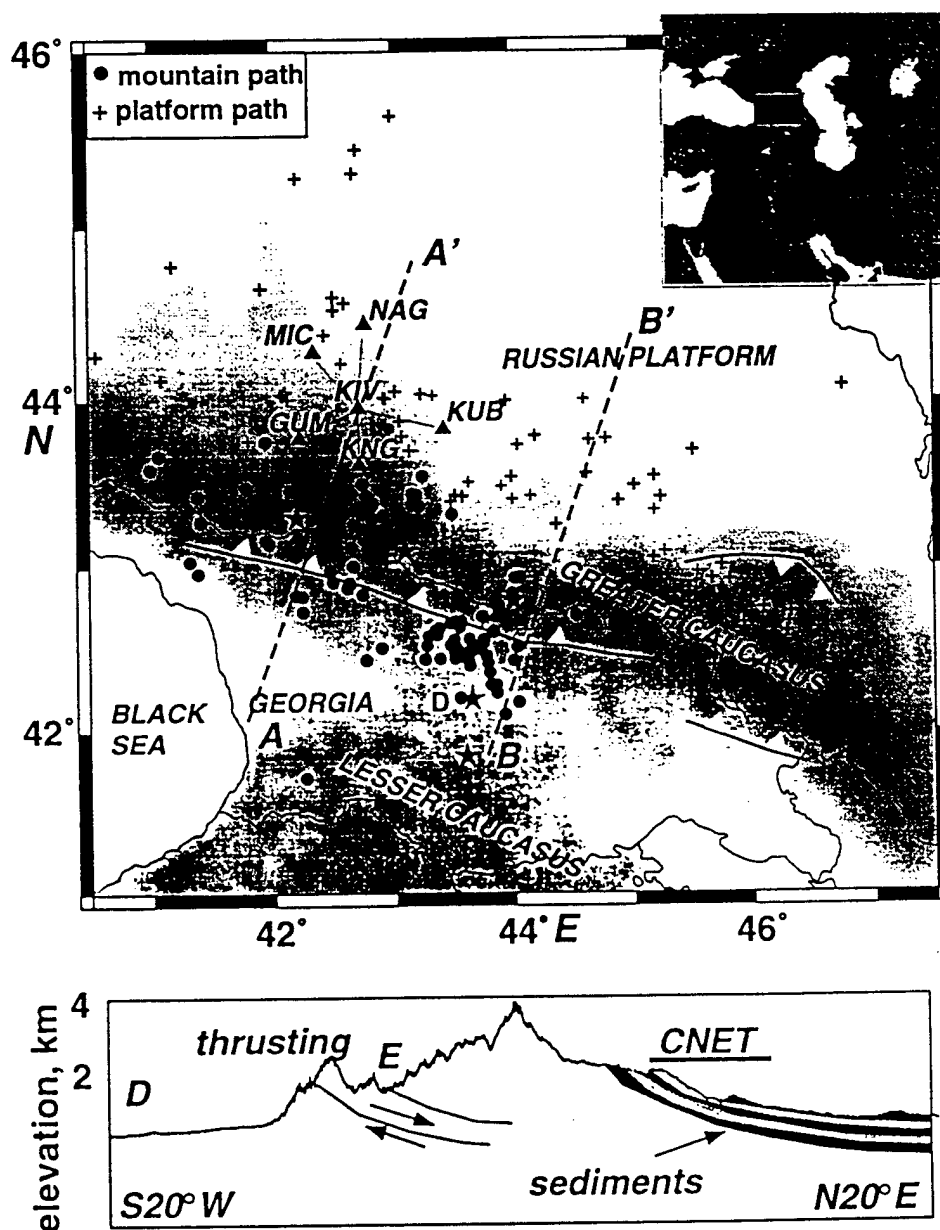 46°
● mountain path
+ platform path
A'
NAG
B'
MIC
RUSSIAN PLATFORM
KIV
44°
GUM
KUB
N
KNG
GREATER CAUCASUS
D
GEORGIA
BLACK
SEA
42°
A
B
LESSER CAUCASUS
42°
44° E
46°
elevation, km
4
2
thrusting
E
CNET
D
sediments
S20°W
N20°E